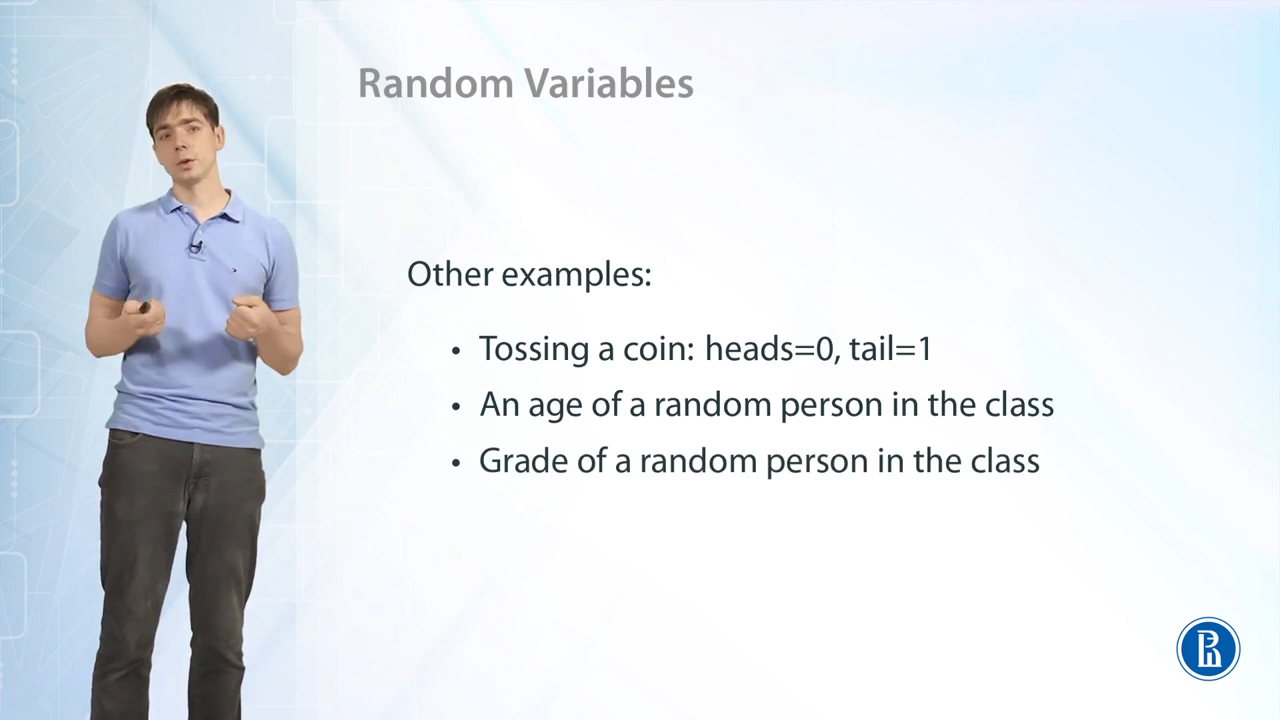 Random Variables
Other examples:
• Tossing a coin: heads=0, tail=1
• An age of a random person in the class
• Grade of a random person in the class